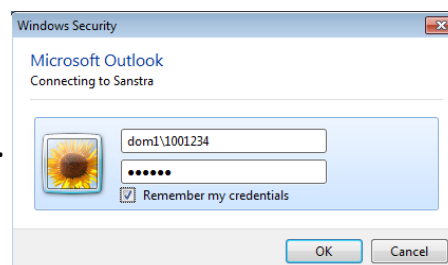 Windows Security
Microsoft Outlook
Connecting to Sanstra
dom1\1001234
••••••
Remember my credentials
OK Cancel